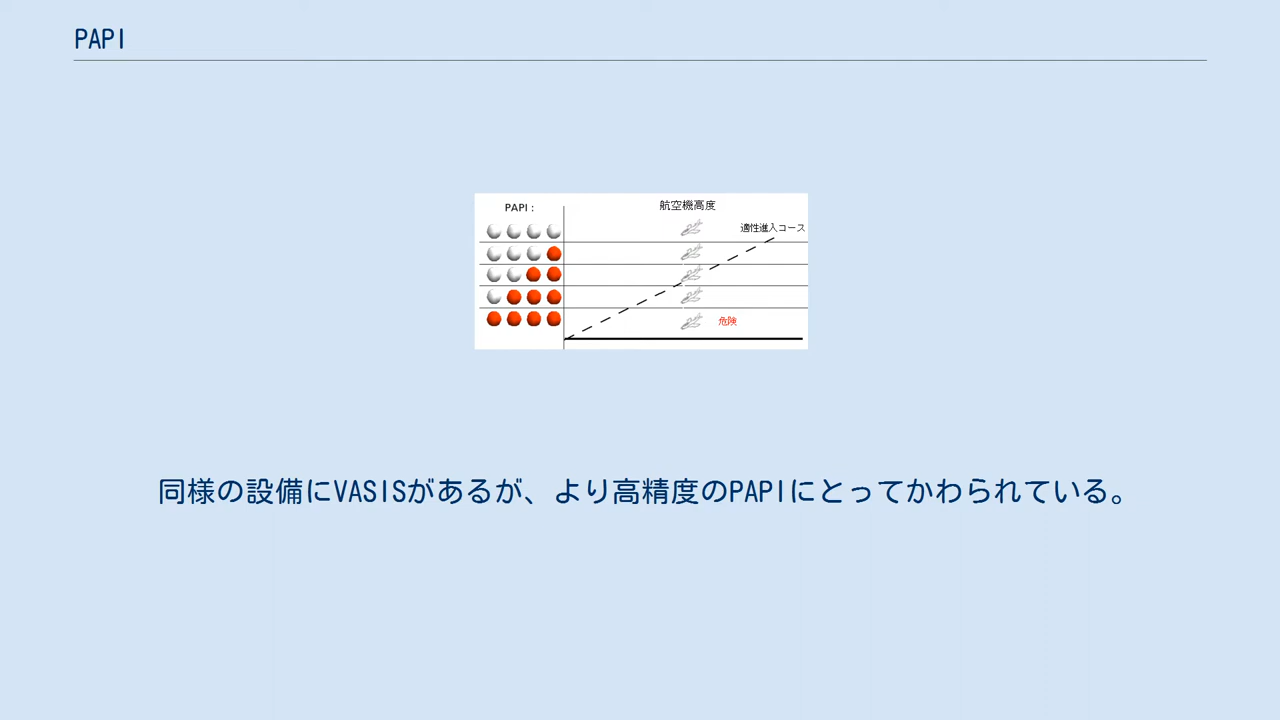 PAPI
PAPI :
航空機高度
適性進入コース
危険
同様の設備にVASISがあるが、より高精度のPAPIにとってかわられている。